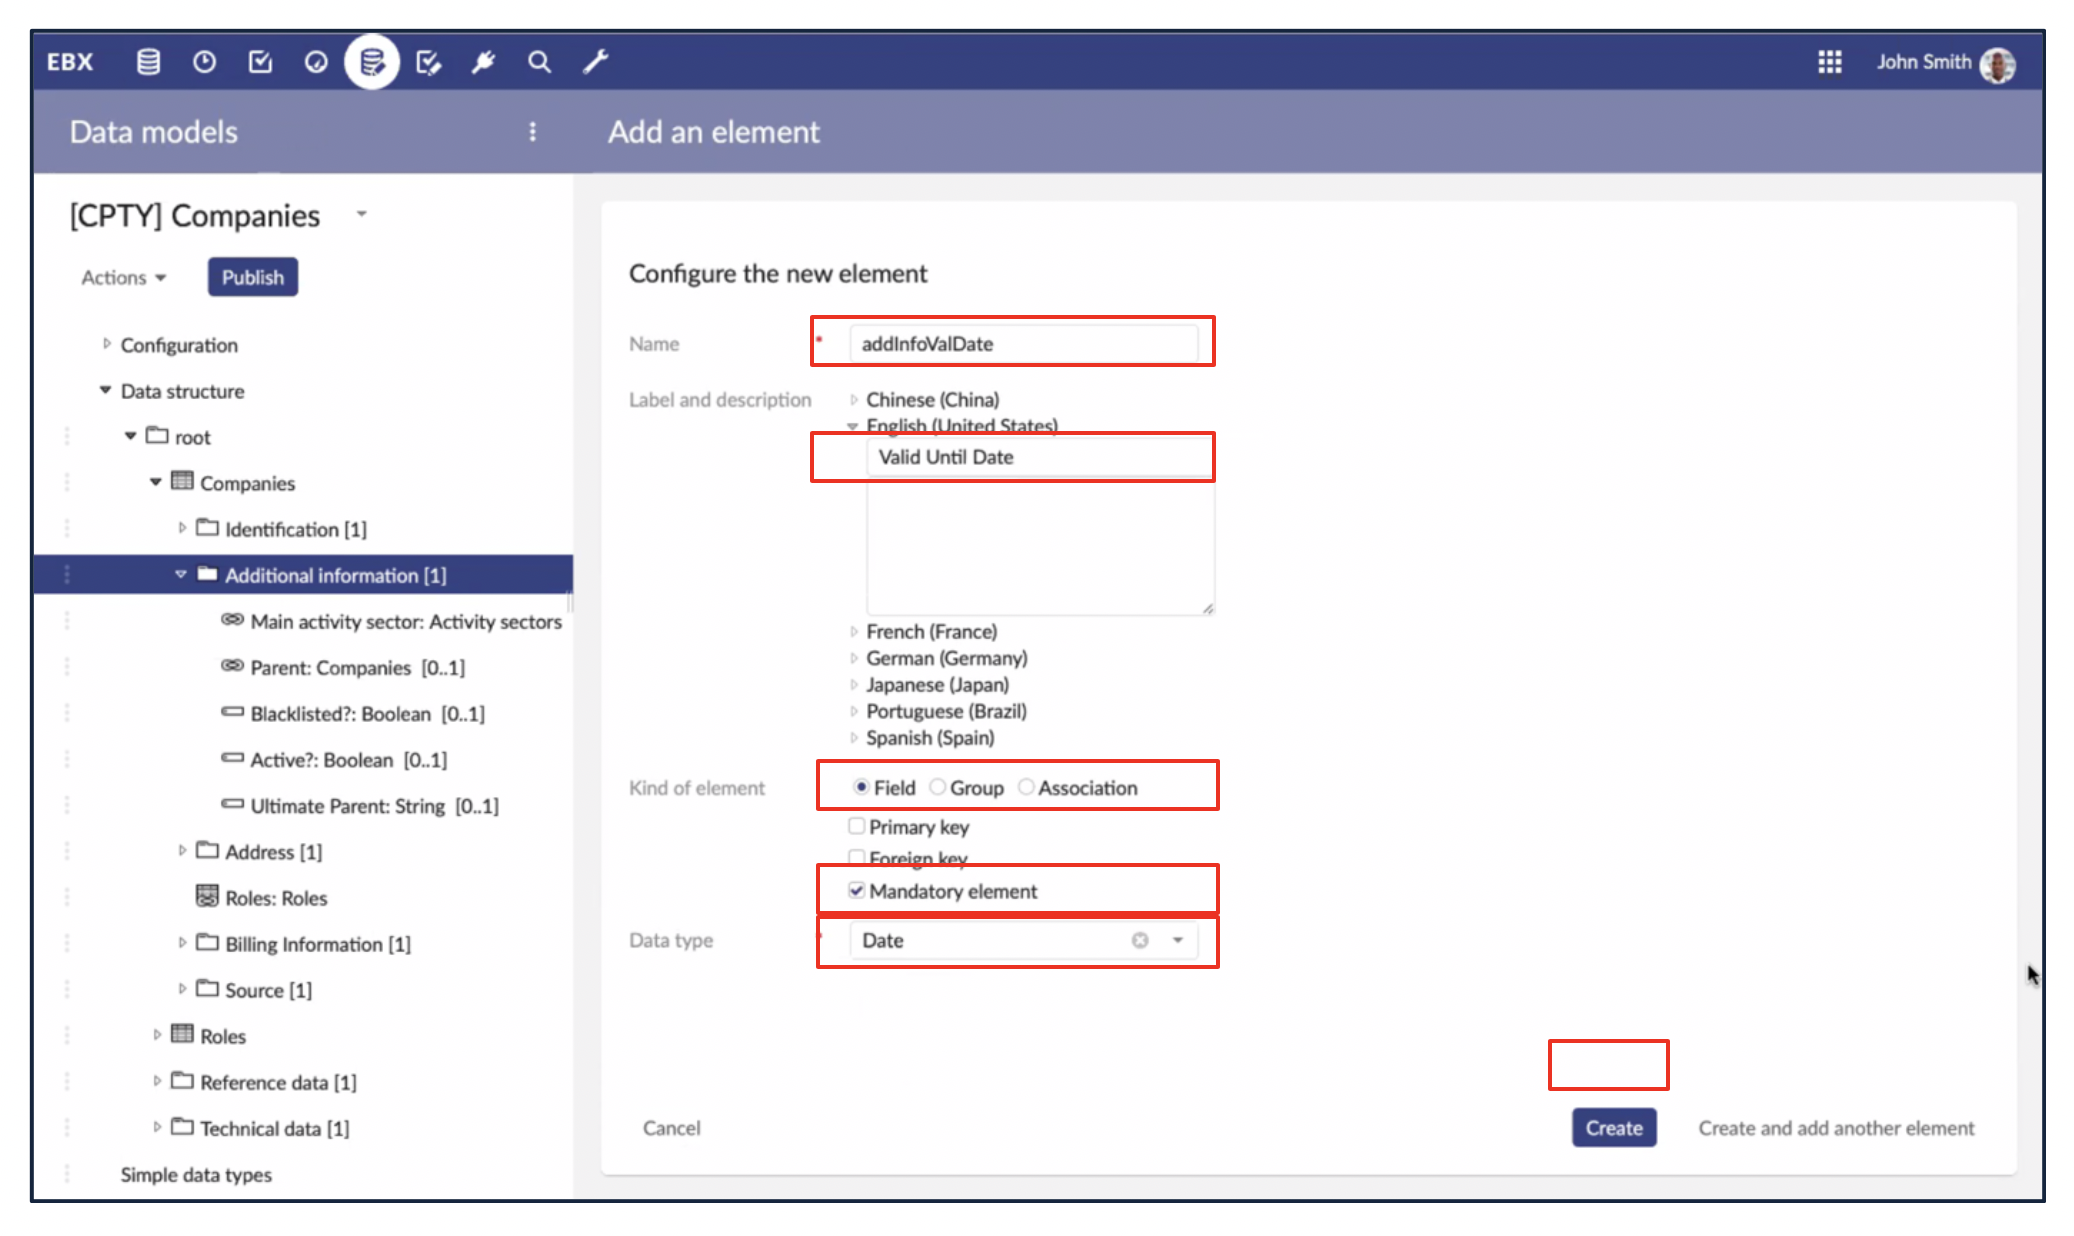 EBX
John Smith
Data models
Add an element
[CPTY] Companies
Actions
Publish
Configuration
Data structure
root
Companies
Identification [1]
Additional information [1]
Main activity sector: Activity sectors
Parent: Companies [0..1]
Blacklisted?: Boolean [0..1]
Active?: Boolean [0..1]
Ultimate Parent: String [0..1]
Address [1]
Roles: Roles
Billing Information [1]
Source [1]
Roles
Reference data [1]
Technical data [1]
Simple data types
Configure the new element
Name * addInfoValDate
Label and description
Chinese (China)
English (United States)
Valid Until Date
French (France)
German (Germany)
Japanese (Japan)
Portuguese (Brazil)
Spanish (Spain)
Kind of element
Field Group Association
Primary key
Foreign key
Mandatory element
Data type * Date
Cancel
Create
Create and add another element